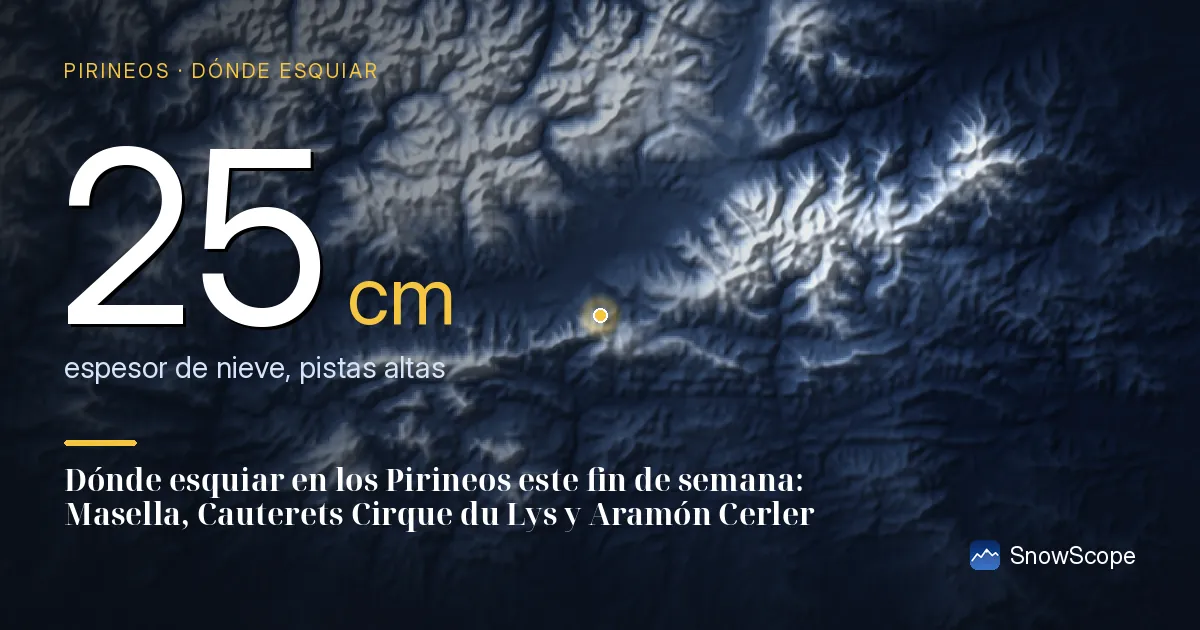 PIRINEOS · DÓNDE ESQUIAR
25 cm
espesor de nieve, pistas altas
Dónde esquiar en los Pirineos este fin de semana:
Masella, Cauterets Cirque du Lys y Aramón Cerler
SnowScope